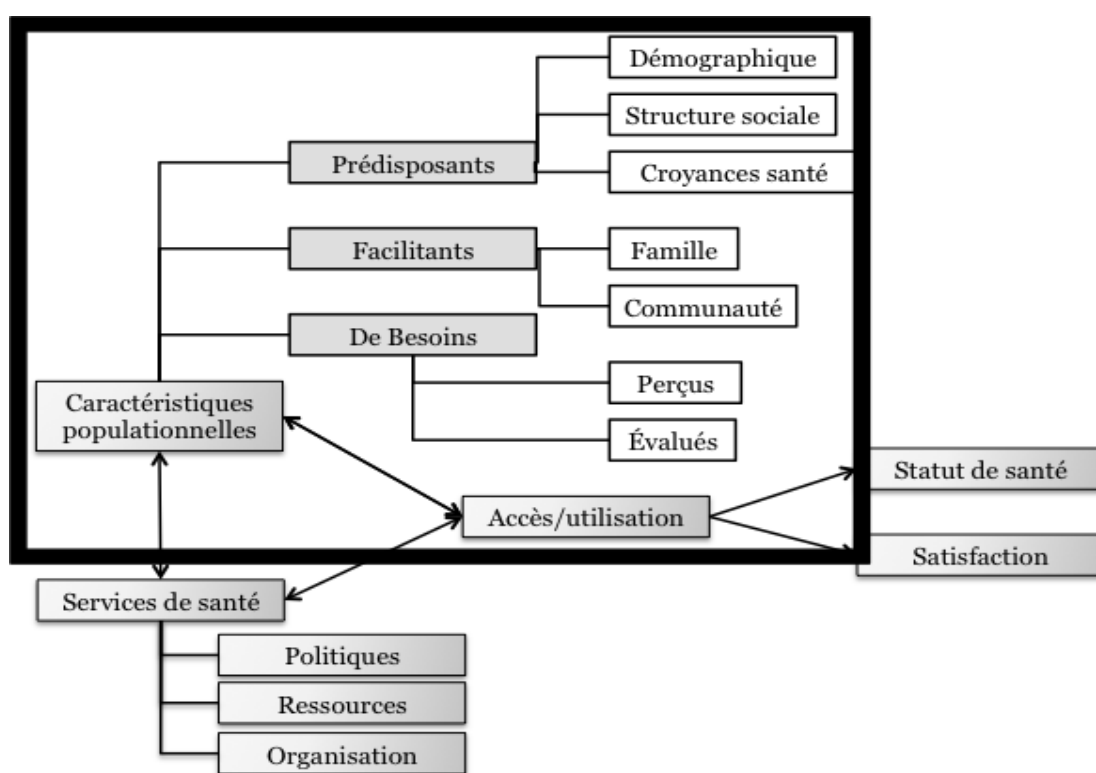 Démographique
Structure sociale
Prédisposants
Croyances santé
Facilitants
Famille
Communauté
De Besoins
Perçus
Caractéristiques
populationnelles
Évalués
Statut de santé
Accès/utilisation
Satisfaction
Services de santé
Politiques
Ressources
Organisation